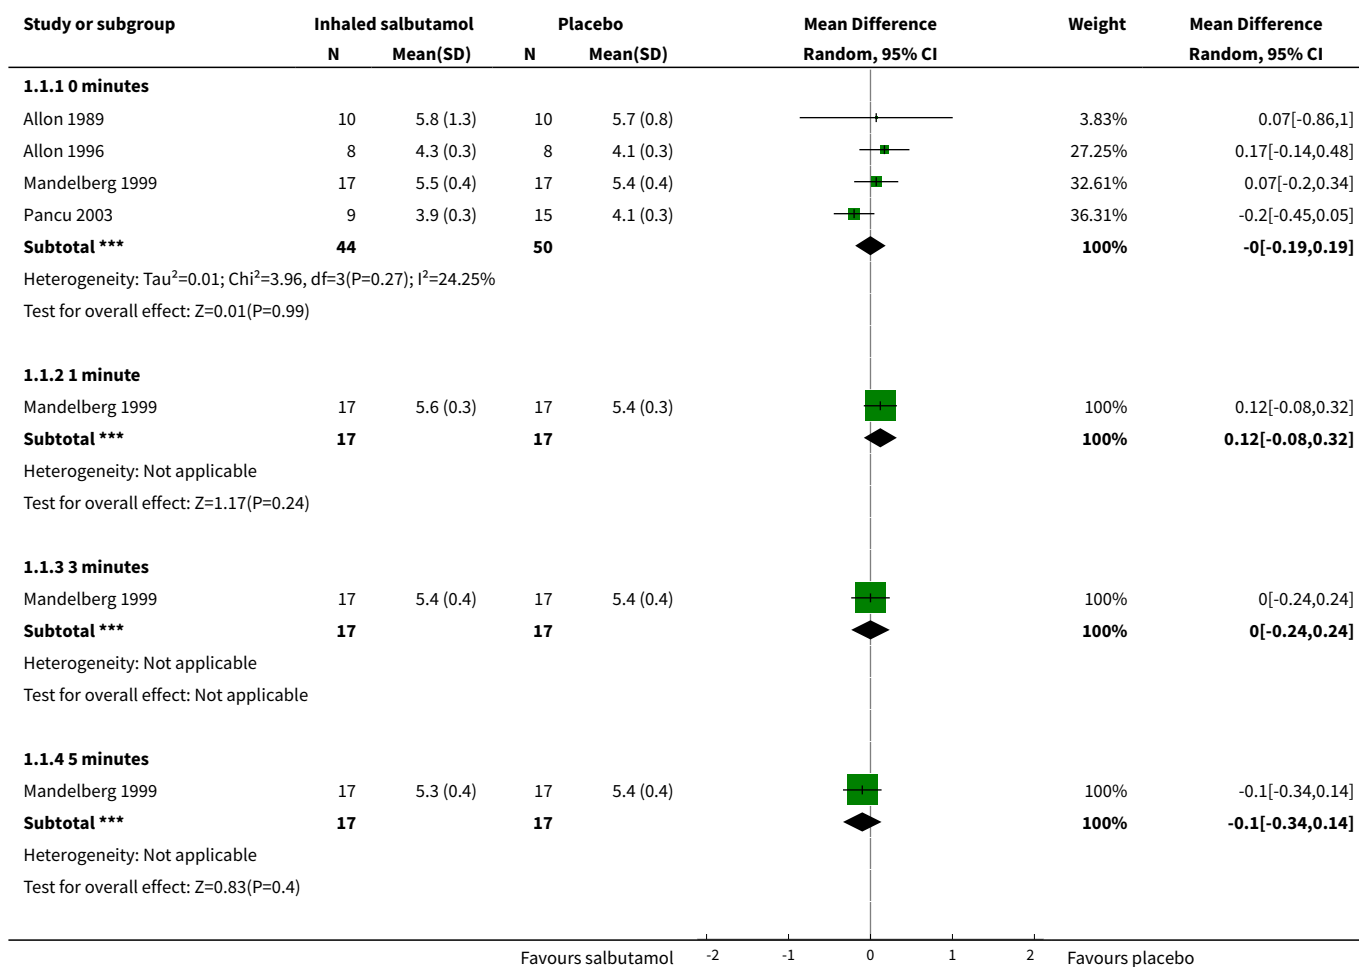 Study or subgroup Inhaled salbutamol Placebo Mean Difference Weight Mean Difference
N Mean(SD) N Mean(SD) Random, 95% CI Random, 95% CI
1.1.1 0 minutes
Allon 1989 10 5.8 (1.3) 10 5.7 (0.8) 3.83% 0.07[-0.86,1]
Allon 1996 8 4.3 (0.3) 8 4.1 (0.3) 27.25% 0.17[-0.14,0.48]
Mandelberg 1999 17 5.5 (0.4) 17 5.4 (0.4) 32.61% 0.07[-0.2,0.34]
Pancu 2003 9 3.9 (0.3) 15 4.1 (0.3) 36.31% -0.2[-0.45,0.05]
Subtotal *** 44 50 100% -0[-0.19,0.19]
Heterogeneity: Tau²=0.01; Chi²=3.96, df=3(P=0.27); I²=24.25%
Test for overall effect: Z=0.01(P=0.99)
1.1.2 1 minute
Mandelberg 1999 17 5.6 (0.3) 17 5.4 (0.3) 100% 0.12[-0.08,0.32]
Subtotal *** 17 17 100% 0.12[-0.08,0.32]
Heterogeneity: Not applicable
Test for overall effect: Z=1.17(P=0.24)
1.1.3 3 minutes
Mandelberg 1999 17 5.4 (0.4) 17 5.4 (0.4) 100% 0[-0.24,0.24]
Subtotal *** 17 17 100% 0[-0.24,0.24]
Heterogeneity: Not applicable
Test for overall effect: Not applicable
1.1.4 5 minutes
Mandelberg 1999 17 5.3 (0.4) 17 5.4 (0.4) 100% -0.1[-0.34,0.14]
Subtotal *** 17 17 100% -0.1[-0.34,0.14]
Heterogeneity: Not applicable
Test for overall effect: Z=0.83(P=0.4)
Favours salbutamol -2 -1 0 1 2 Favours placebo